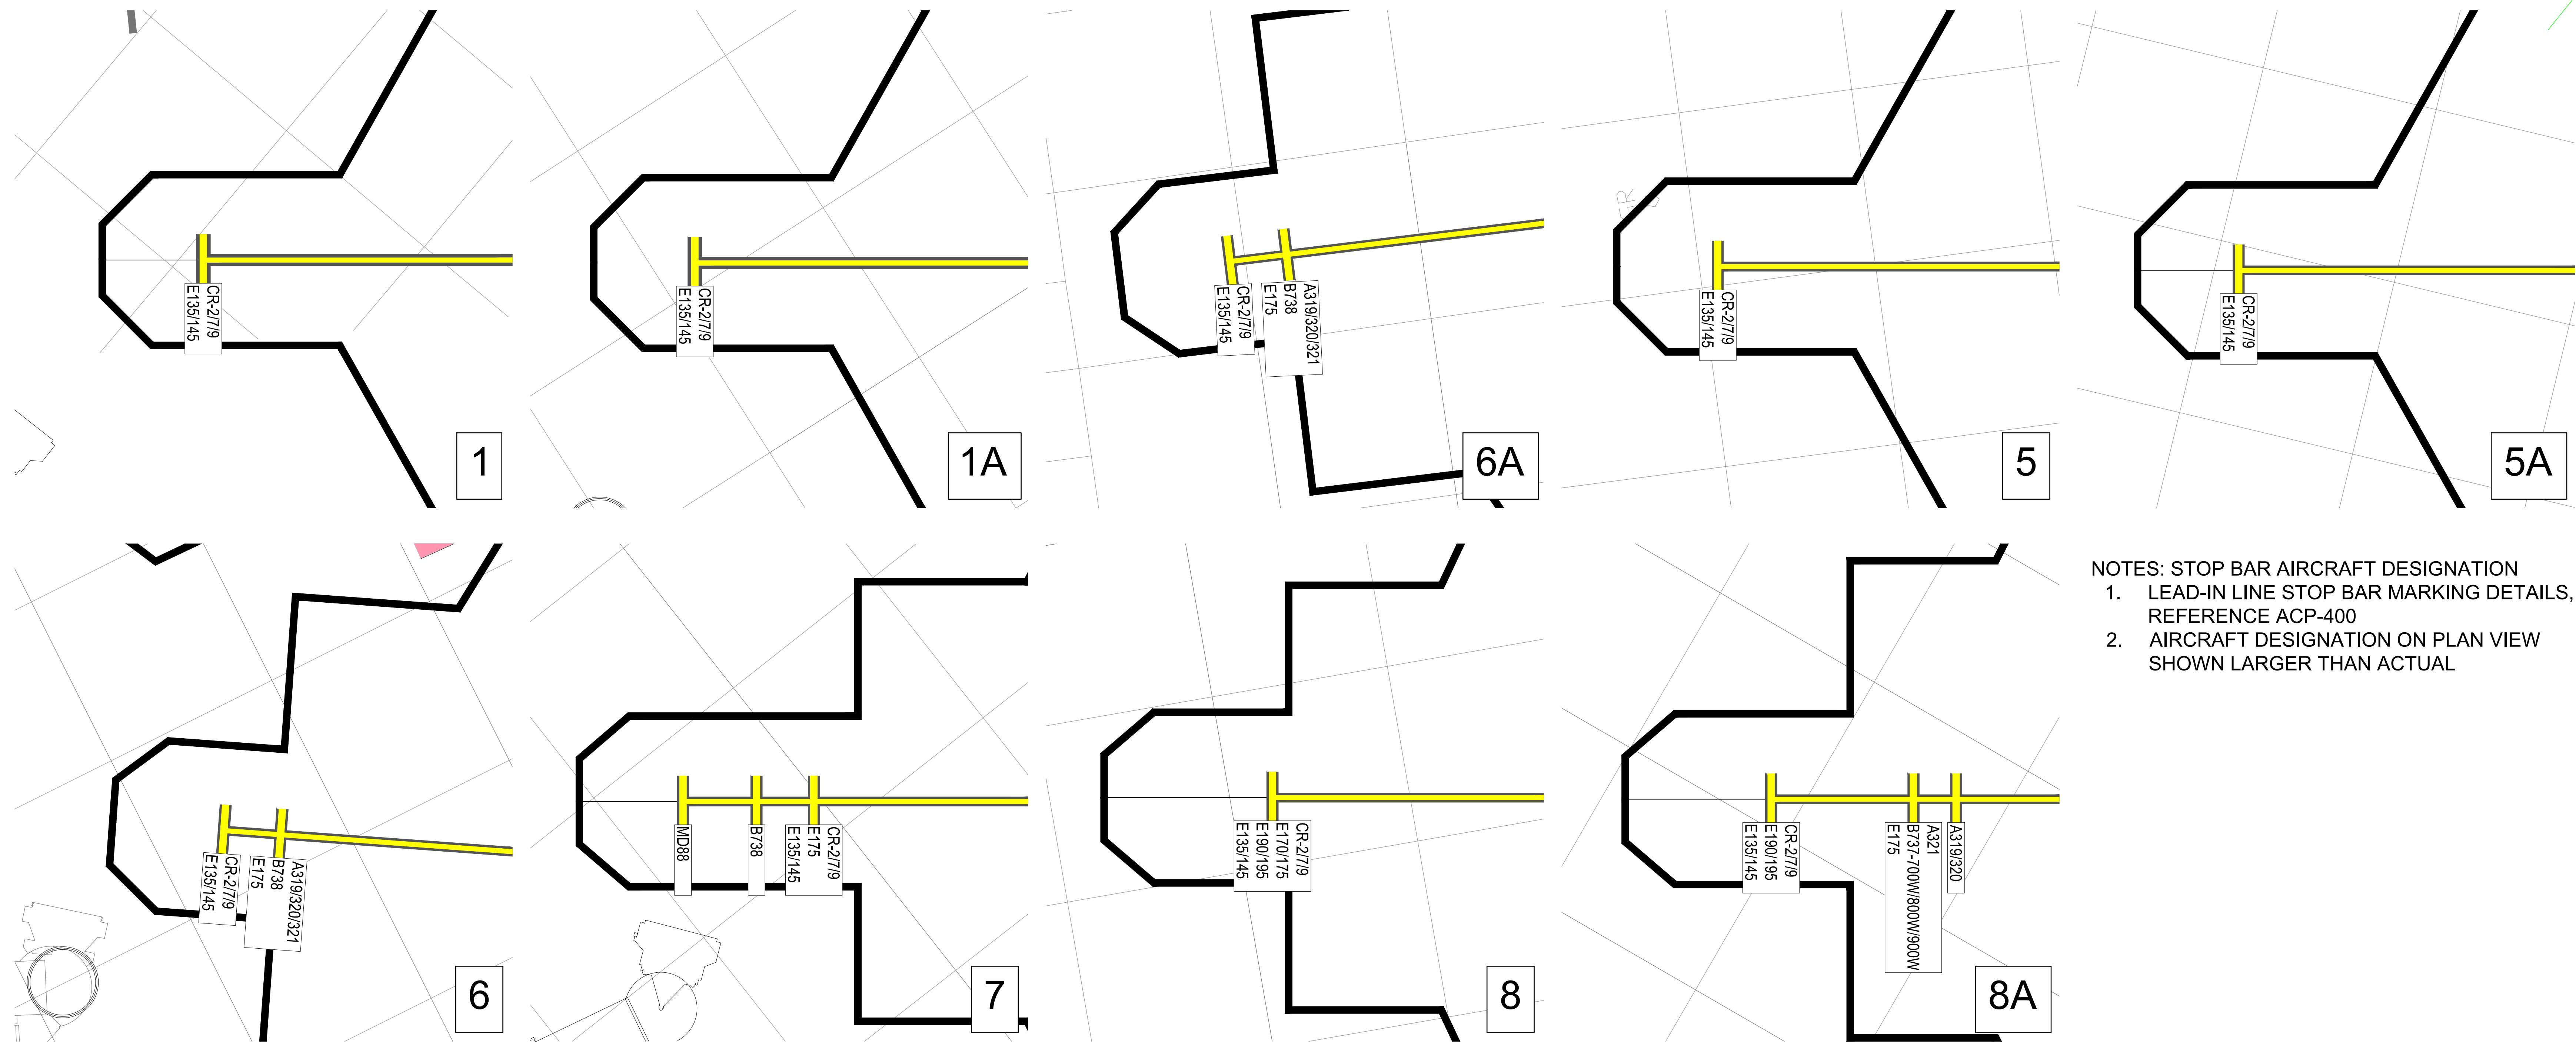 CR-2/7/9
E135/145
1
CR-2/7/9
E135/145
1A
CR-2/7/9
E135/145
A319/320/321
B738
E175
6A
CR-2/7/9
E135/145
5
CR-2/7/9
E135/145
5A
CR-2/7/9
E135/145
A319/320/321
B738
E175
6
MD88
B738
CR-2/7/9
E175
E135/145
7
CR-2/7/9
E170/175
E190/195
E135/145
8
CR-2/7/9
E190/195
E135/145
A321
B737-700W/800W/900W
E175
A319/320
8A
NOTES: STOP BAR AIRCRAFT DESIGNATION
1. LEAD-IN LINE STOP BAR MARKING DETAILS,
REFERENCE ACP-400
2. AIRCRAFT DESIGNATION ON PLAN VIEW
SHOWN LARGER THAN ACTUAL